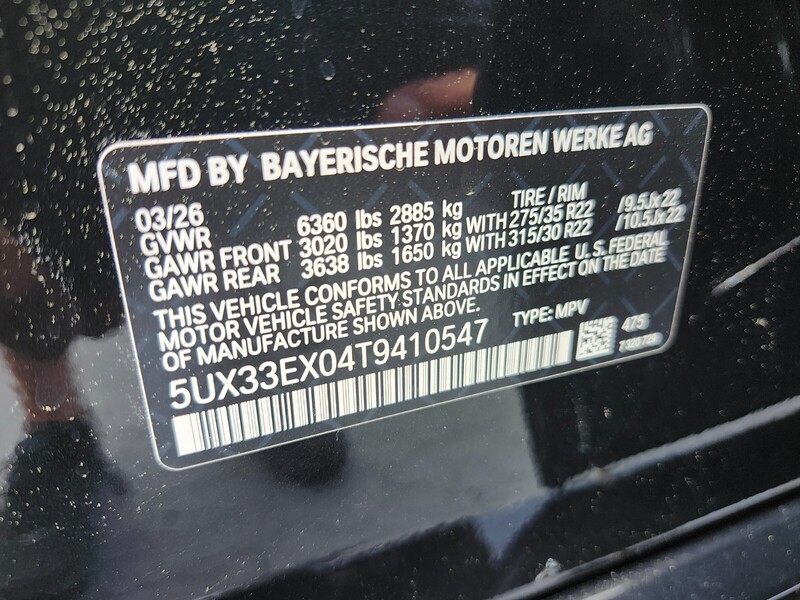 MFD BY BAYERISCHE MOTOREN WERKE AG
03/26 TIRE / RIM
GVWR 6360 lbs 2885 kg
GAWR FRONT 3020 lbs 1370 kg WITH 275/35 R22 /9.5Jx22
GAWR REAR 3638 lbs 1650 kg WITH 315/30 R22 /10.5Jx22
THIS VEHICLE CONFORMS TO ALL APPLICABLE U.S. FEDERAL
MOTOR VEHICLE SAFETY STANDARDS IN EFFECT ON THE DATE
OF MANUFACTURE SHOWN ABOVE.
TYPE: MPV
5UX33EX04T9410547
475